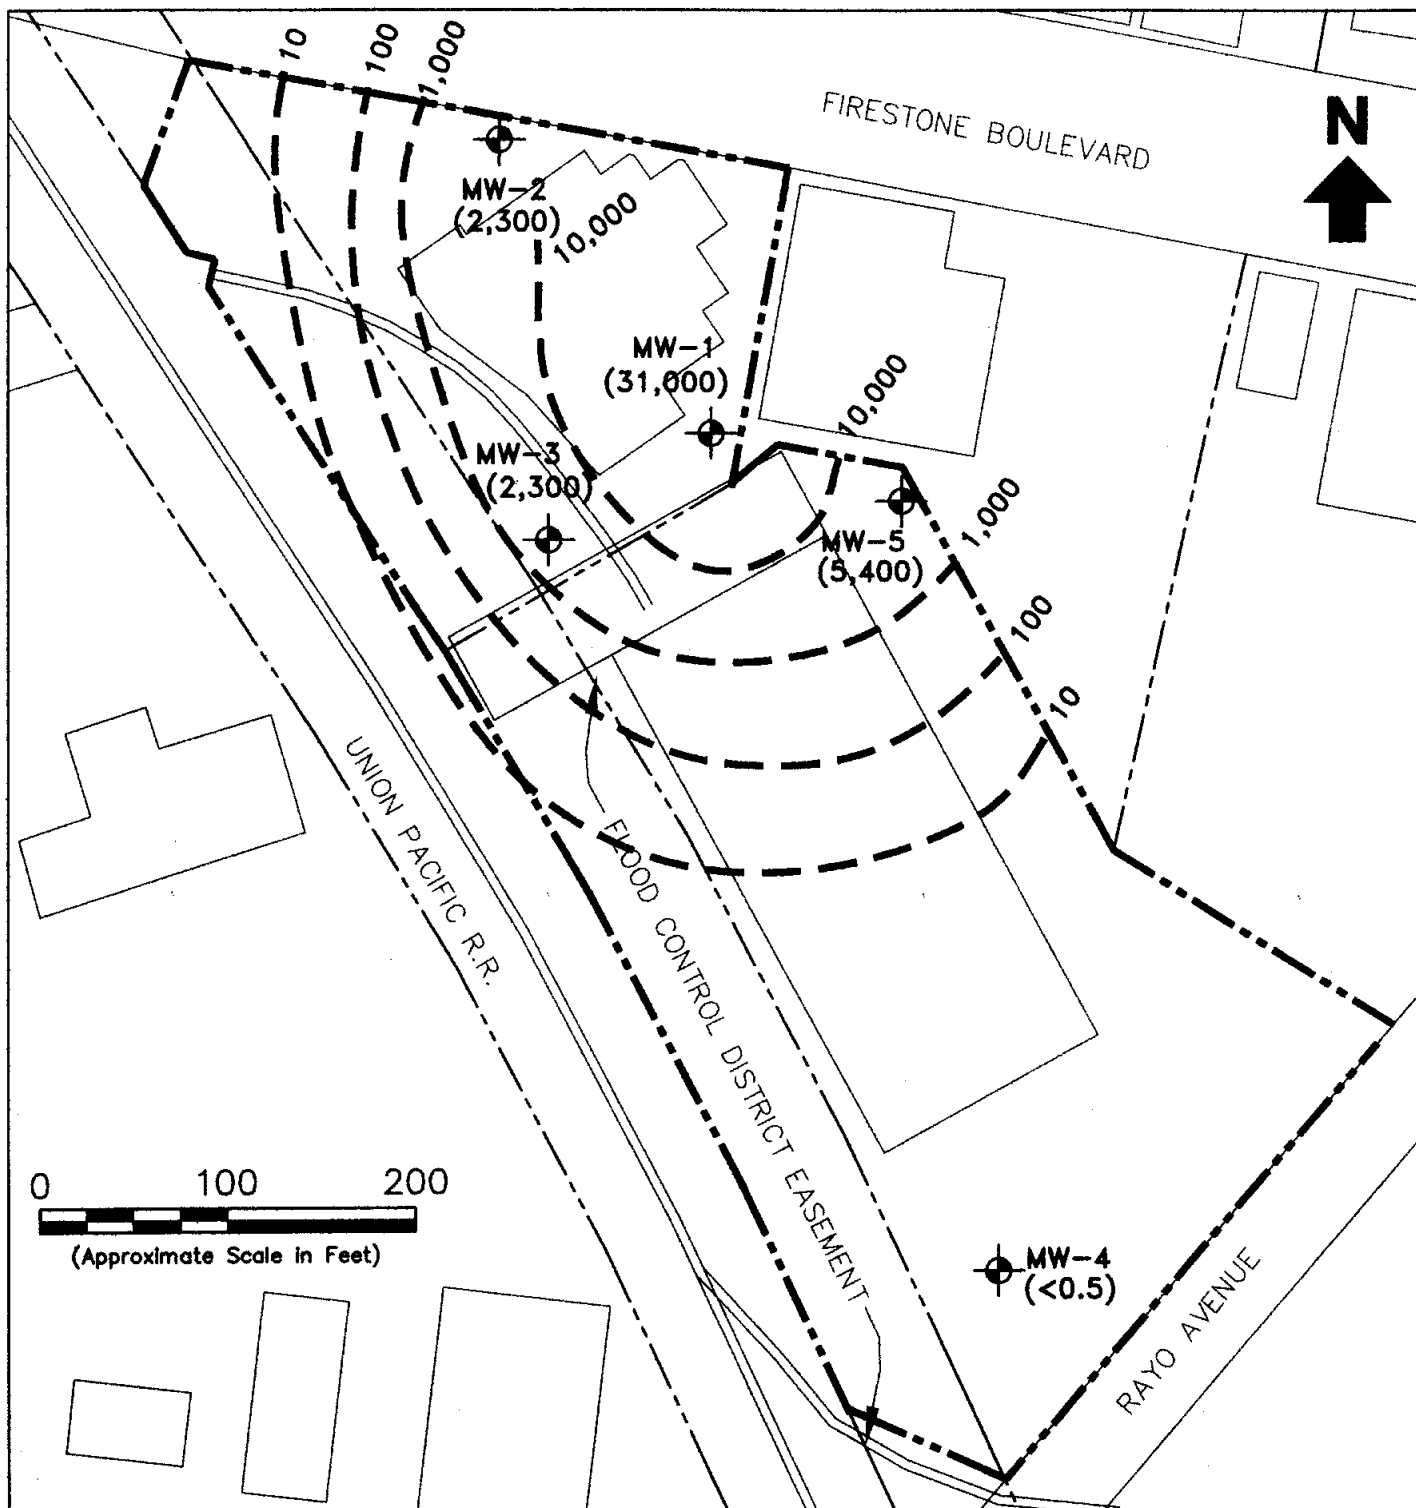 10
100
1,000
FIRESTONE BOULEVARD
N
MW-2
(2,300)
10,000
MW-1
(31,000)
10,000
MW-3
(2,300)
1,000
MW-5
(5,400)
100
10
UNION PACIFIC R.R.
FLOOD CONTROL DISTRICT EASEMENT
0 100 200
(Approximate Scale in Feet)
MW-4
(<0.5)
RAYO AVENUE